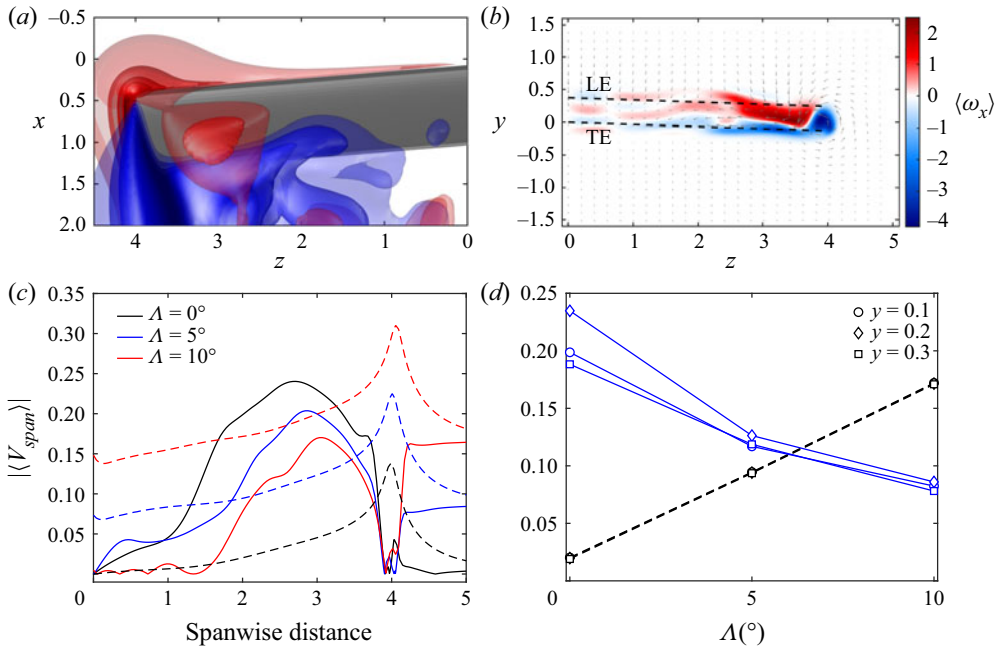 (a)
−0.5
0
0.5
1.0
1.5
2.0
x
4
3
2
1
0
z
(b)
1.5
1.0
0.5
0
−0.5
−1.0
−1.5
y
LE
TE
0
1
2
3
4
5
z
2
1
0
−1
−2
−3
−4
⟨ω_x⟩
(c)
0.35
0.30
0.25
0.20
0.15
0.10
0.05
|⟨V_span⟩|
Λ = 0°
Λ = 5°
Λ = 10°
0
1
2
3
4
5
Spanwise distance
(d)
0.25
0.20
0.15
0.10
0.05
y = 0.1
y = 0.2
y = 0.3
0
5
10
Λ(°)